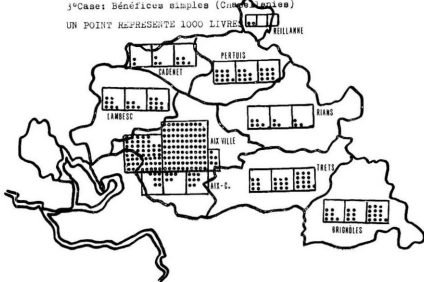 3°Case: Bénéfices simples (Chapellenies)
UN POINT REPRESENTE 1000 LIVRES
REILLANNE
PERTUIS
CADENET
LAMBESC
RIANS
AIX VILLE
TRETS
AIX-C.
BRIGNOLES